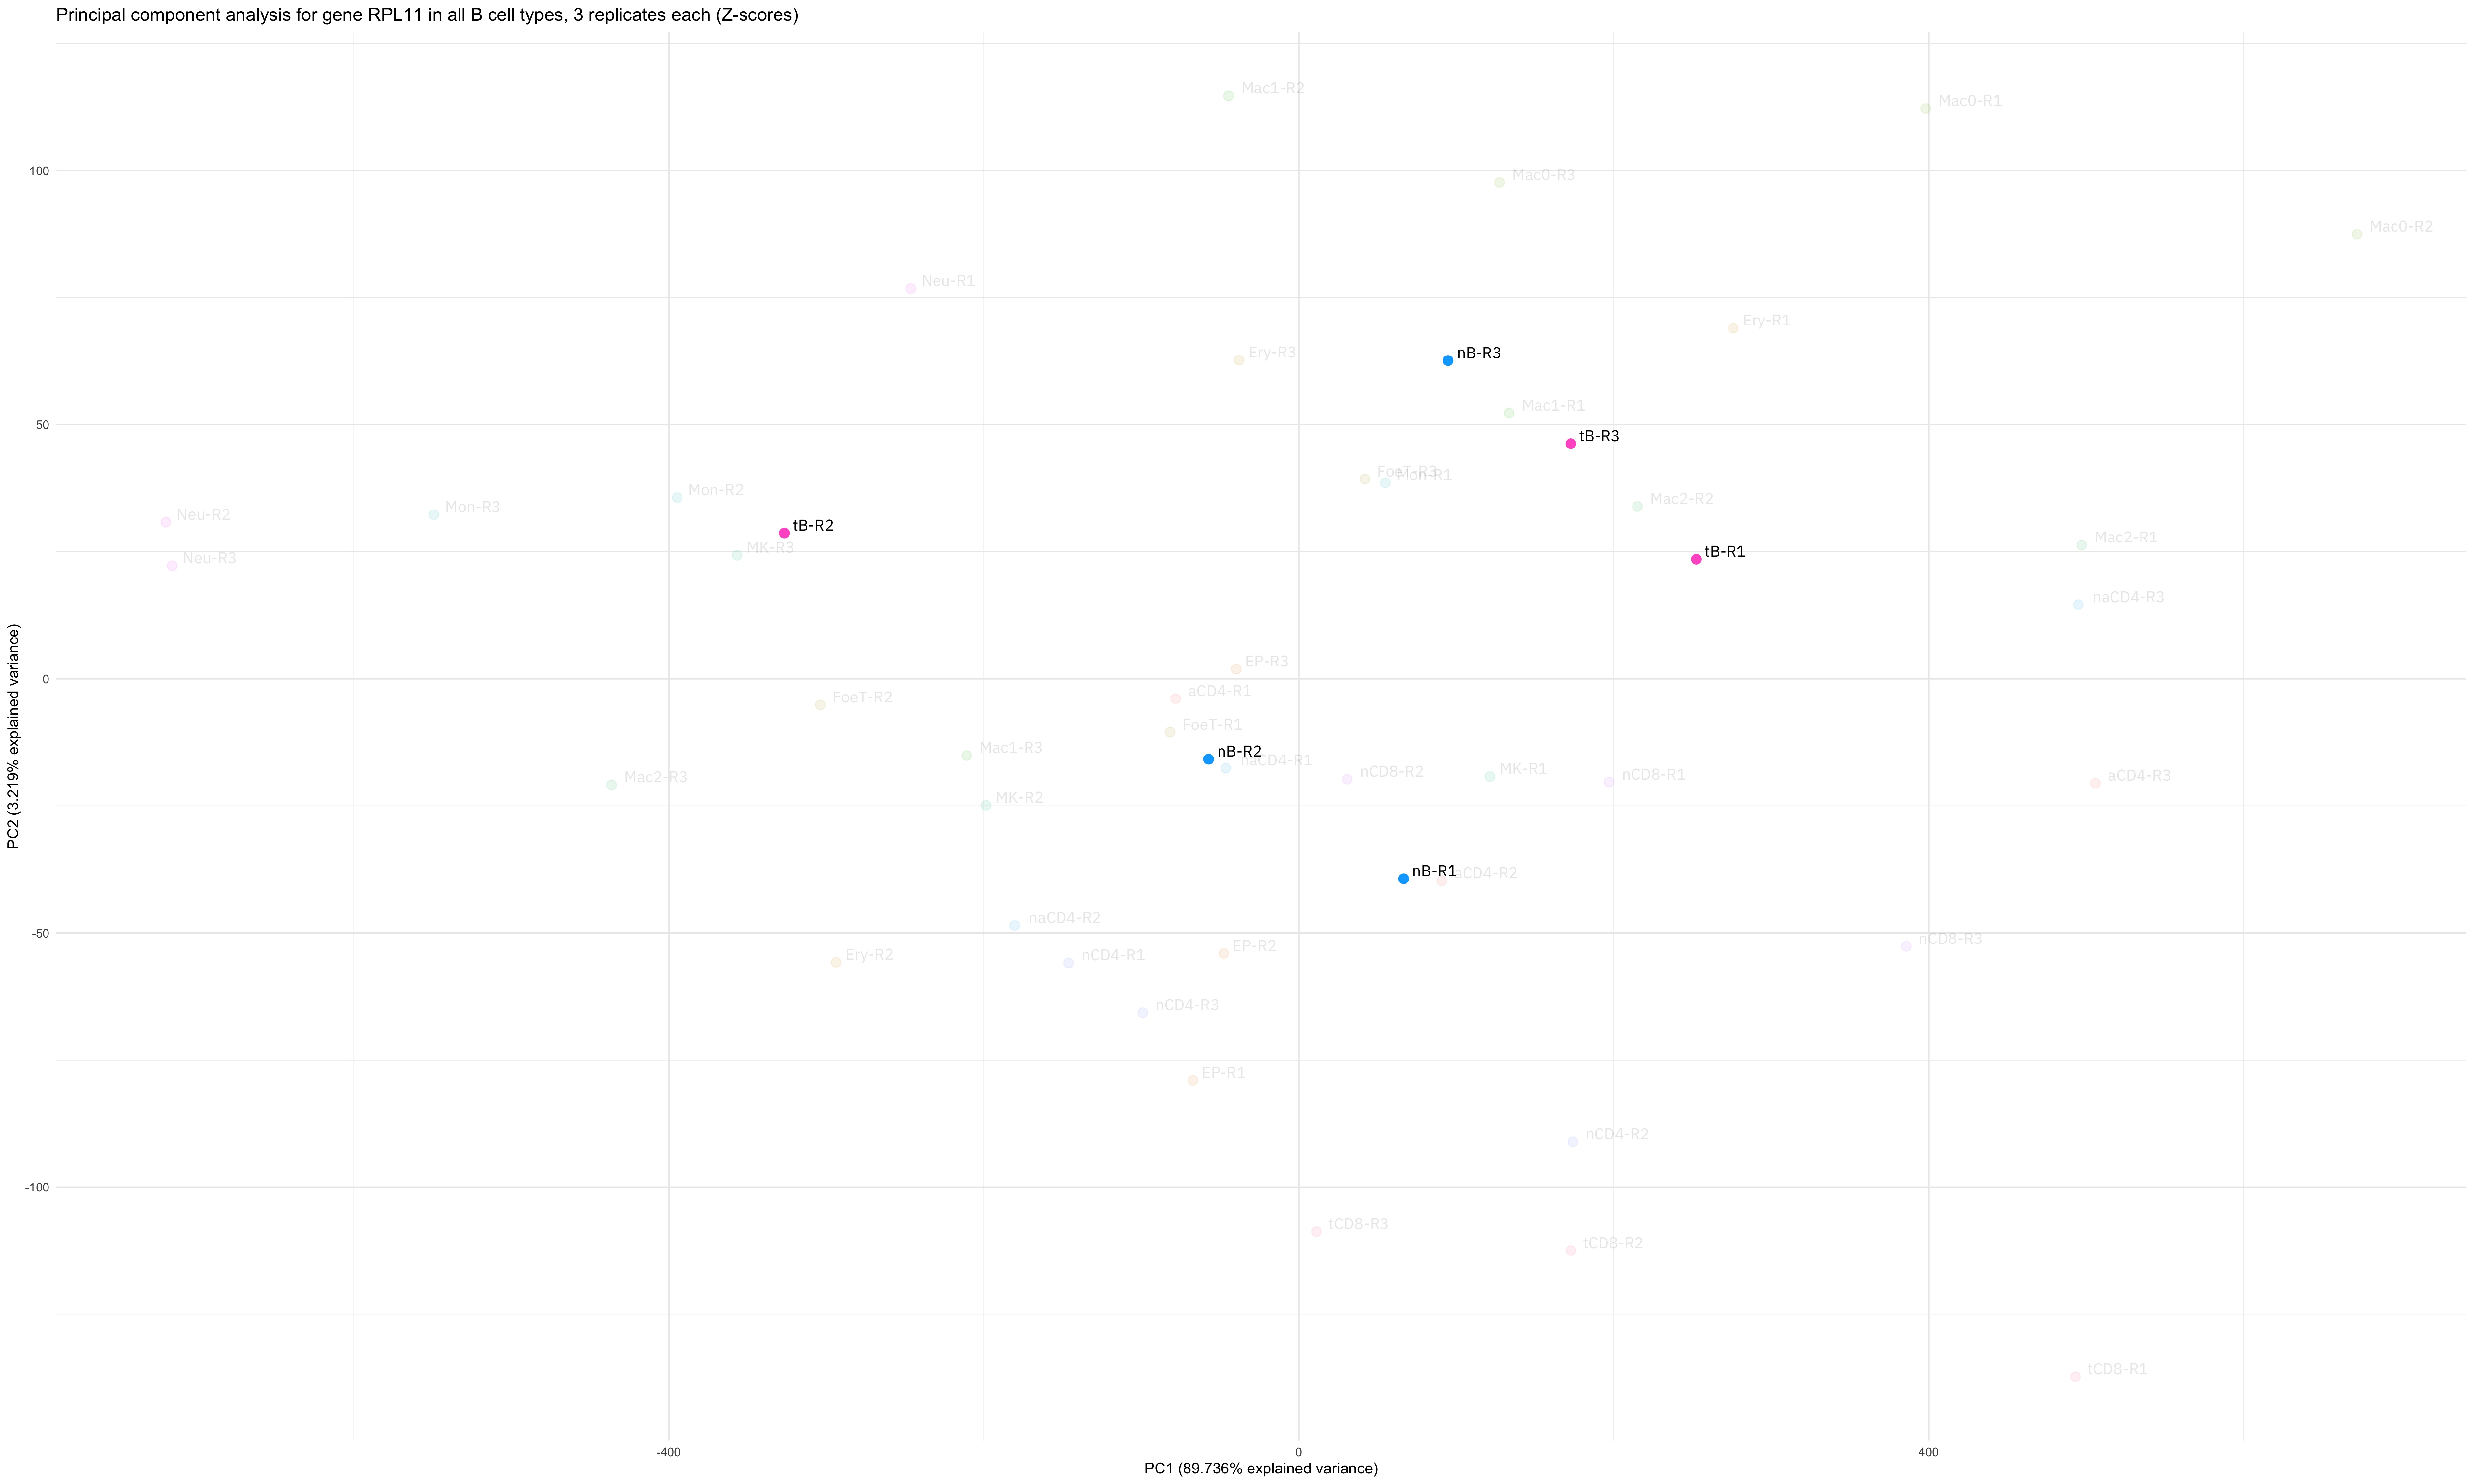 Principal component analysis for gene RPL11 in all B cell types, 3 replicates each (Z-scores)
Mac1-R2
Mac0-R1
100
Mac0-R3
Mac0-R2
Neu-R1
Ery-R1
Ery-R3
nB-R3
Mac1-R1
50
tB-R3
FoeT-R3
Mon-R1
Mon-R2
Mac2-R2
Mon-R3
Neu-R2
tB-R2
Mac2-R1
MK-R3
tB-R1
Neu-R3
naCD4-R3
EP-R3
0
aCD4-R1
FoeT-R2
FoeT-R1
Mac1-R3
nB-R2
naCD4-R1
nCD8-R2
MK-R1
nCD8-R1
aCD4-R3
Mac2-R3
MK-R2
nB-R1
aCD4-R2
naCD4-R2
-50
nCD8-R3
EP-R2
Ery-R2
nCD4-R1
nCD4-R3
EP-R1
nCD4-R2
-100
tCD8-R3
tCD8-R2
tCD8-R1
-400
0
400
PC1 (89.736% explained variance)
PC2 (3.219% explained variance)